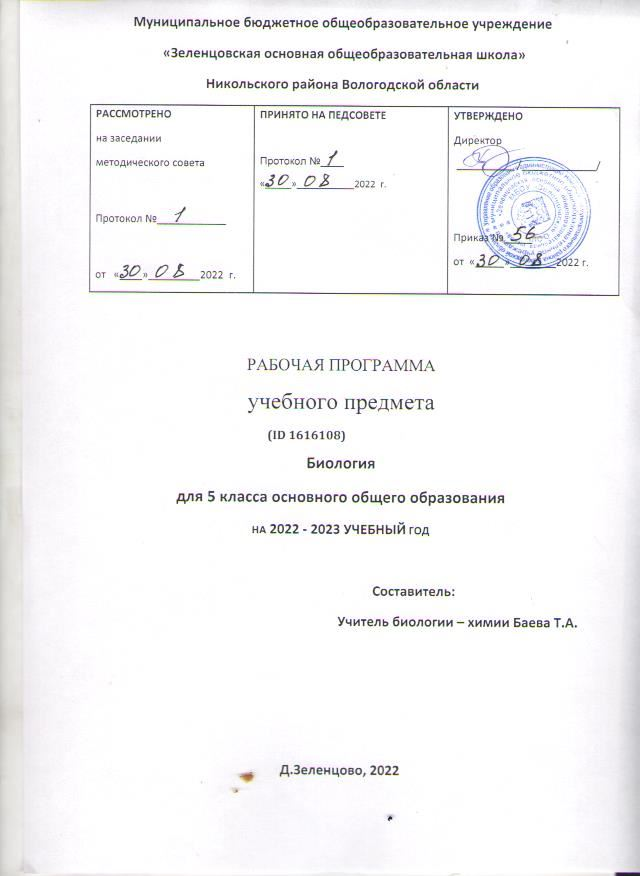 Муниципальное бюджетное общеобразовательное учреждение
«Зеленцовская основная общеобразовательная школа»
Никольского района Вологодской области
РАССМОТРЕНО
на заседании
методического совета
Протокол № 1
от «30» 08 2022 г.
ПРИНЯТО НА ПЕДСОВЕТЕ
Протокол № 1
«30» 08 2022 г.
УТВЕРЖДЕНО
Директор
/ /
Приказ № 56
от «30» 08 2022 г.
РАБОЧАЯ ПРОГРАММА
учебного предмета
(ID 1616108)
Биология
для 5 класса основного общего образования
НА 2022 - 2023 УЧЕБНЫЙ ГОД
Составитель:
Учитель биологии – химии Баева Т.А.
Д.Зеленцово, 2022